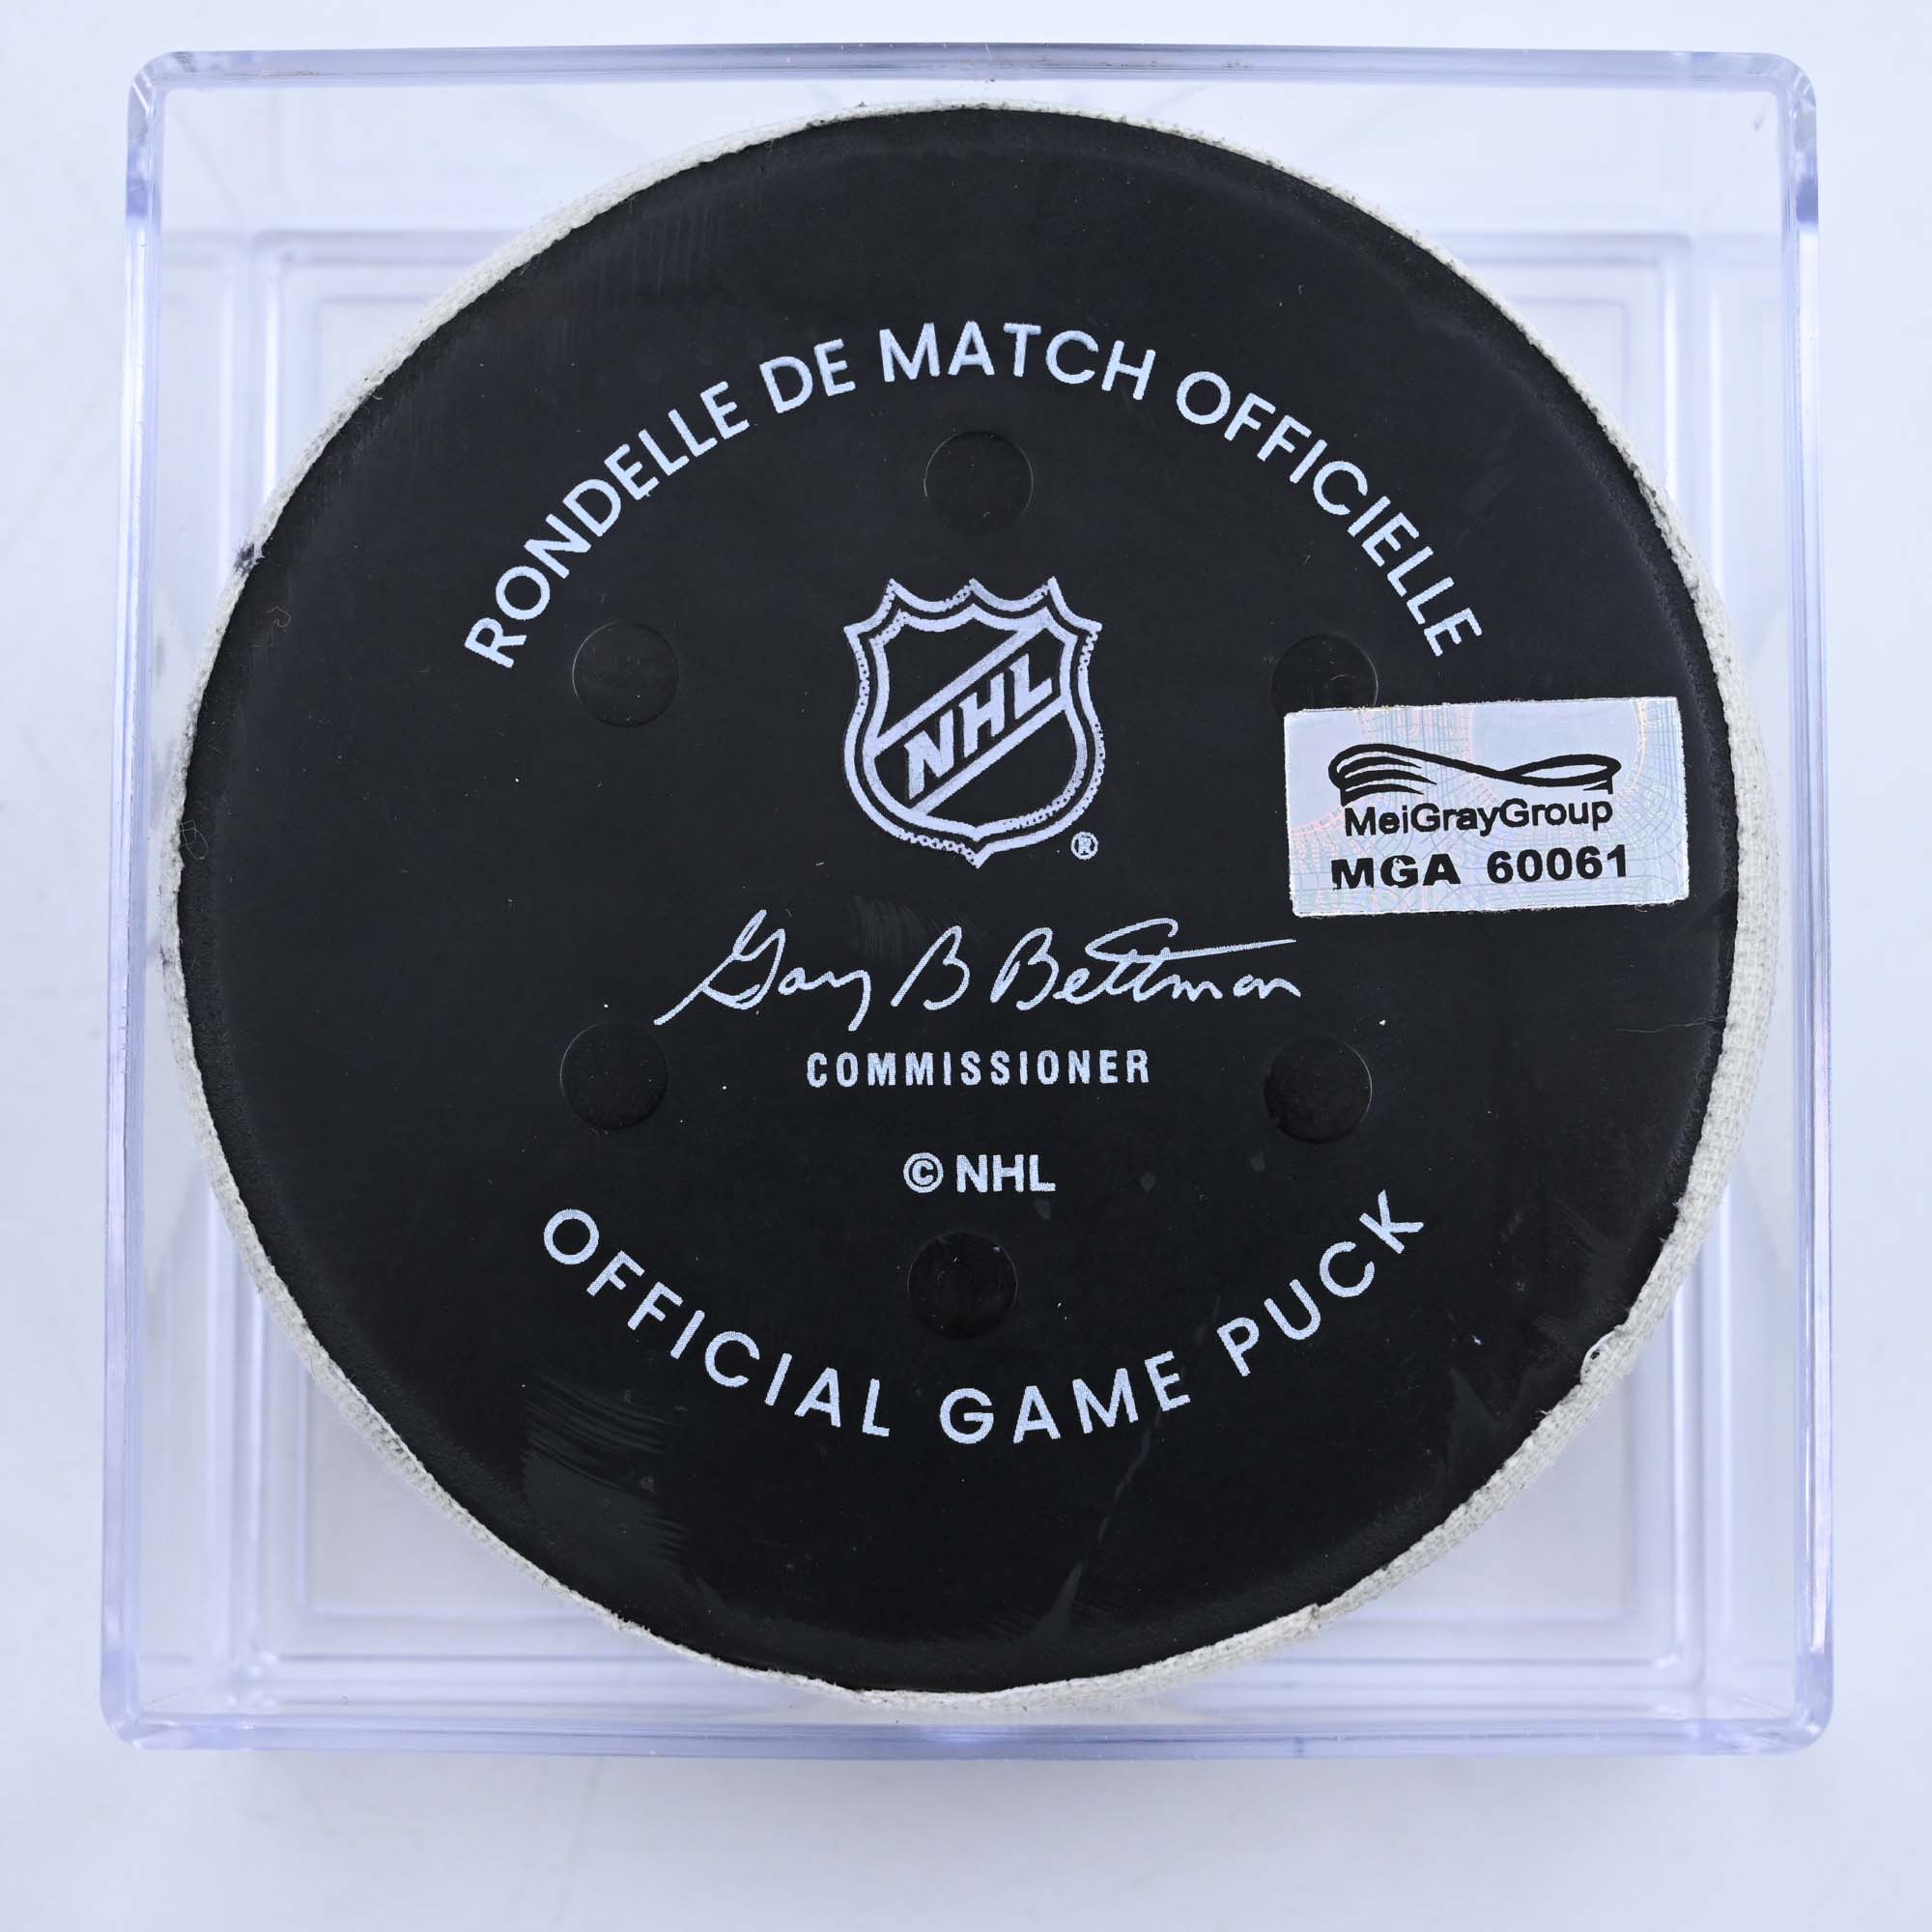 RONDELLE DE MATCH OFFICIELLE
NHL
®
MeiGrayGroup
MGA 60061
Gary B Bettman
COMMISSIONER
© NHL
OFFICIAL GAME PUCK